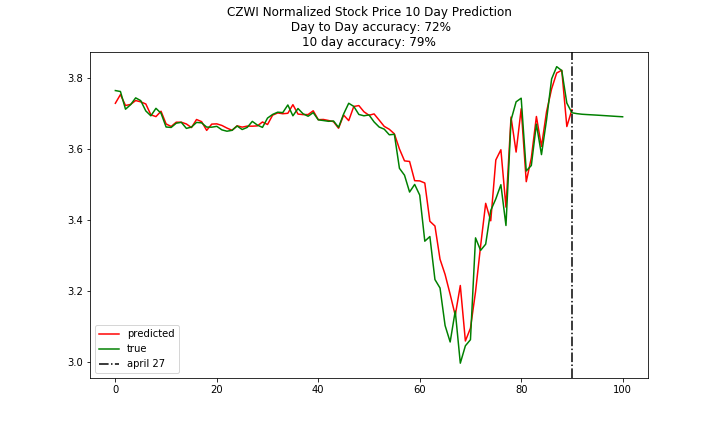 CZWI Normalized Stock Price 10 Day Prediction
Day to Day accuracy: 72%
10 day accuracy: 79%
3.8
3.6
3.4
3.2
3.0
predicted
true
april 27
0 20 40 60 80 100